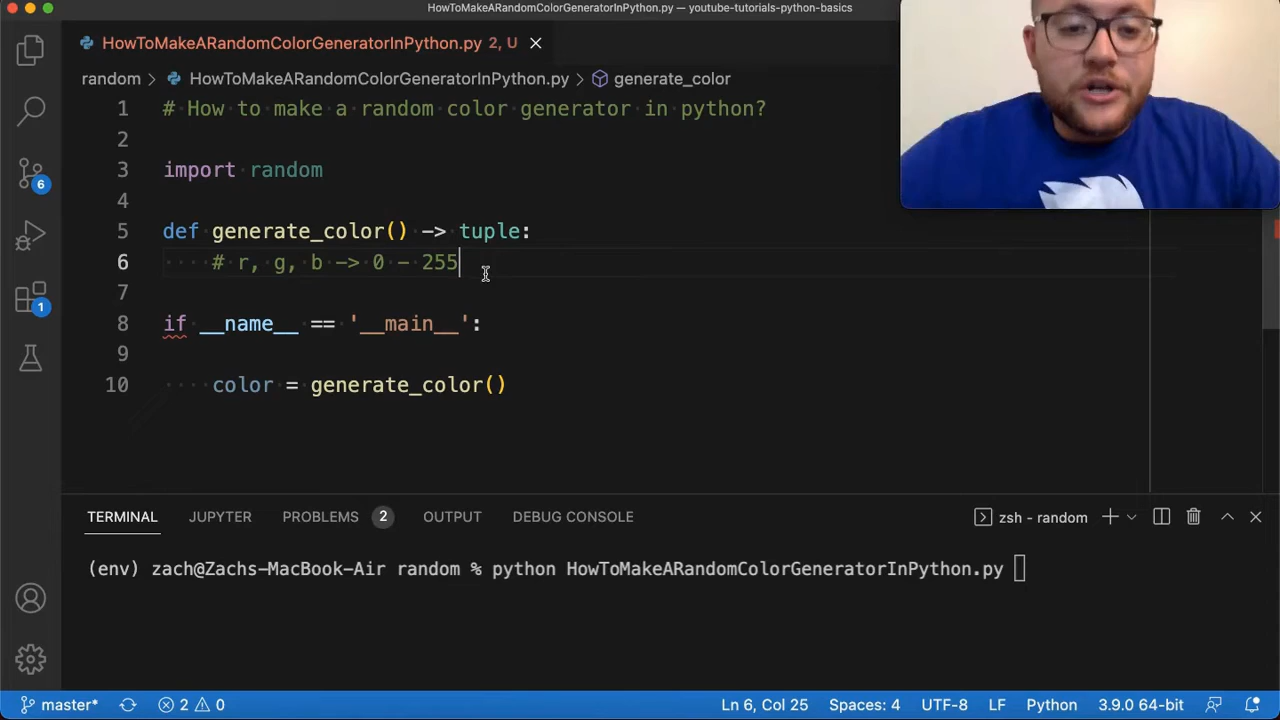 HowToMakeARandomColorGeneratorInPython.py — youtube-tutorials-python-basics
HowToMakeARandomColorGeneratorInPython.py 2, U
random > HowToMakeARandomColorGeneratorInPython.py > generate_color
1 # How to make a random color generator in python?
2
3 import random
4
5 def generate_color() -> tuple:
6 # r, g, b -> 0 - 255
7
8 if __name__ == '__main__':
9
10 color = generate_color()
6
1
TERMINAL JUPYTER PROBLEMS 2 OUTPUT DEBUG CONSOLE zsh - random
(env) zach@Zachs-MacBook-Air random % python HowToMakeARandomColorGeneratorInPython.py
master* 2 0 Ln 6, Col 25 Spaces: 4 UTF-8 LF Python 3.9.0 64-bit